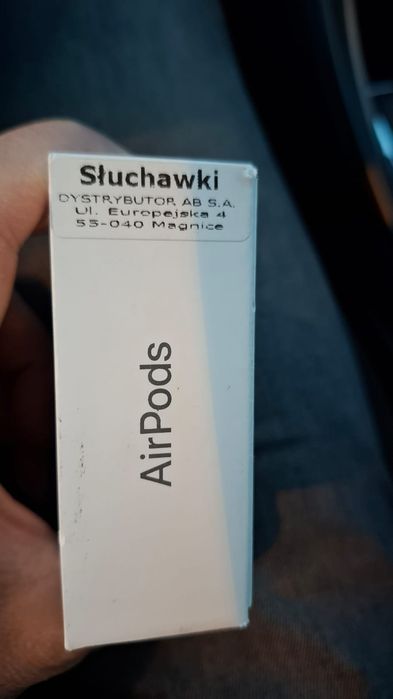 Słuchawki
DYSTRYBUTOR AB S.A.
Ul. Europejska 4
55-040 Magnice
AirPods